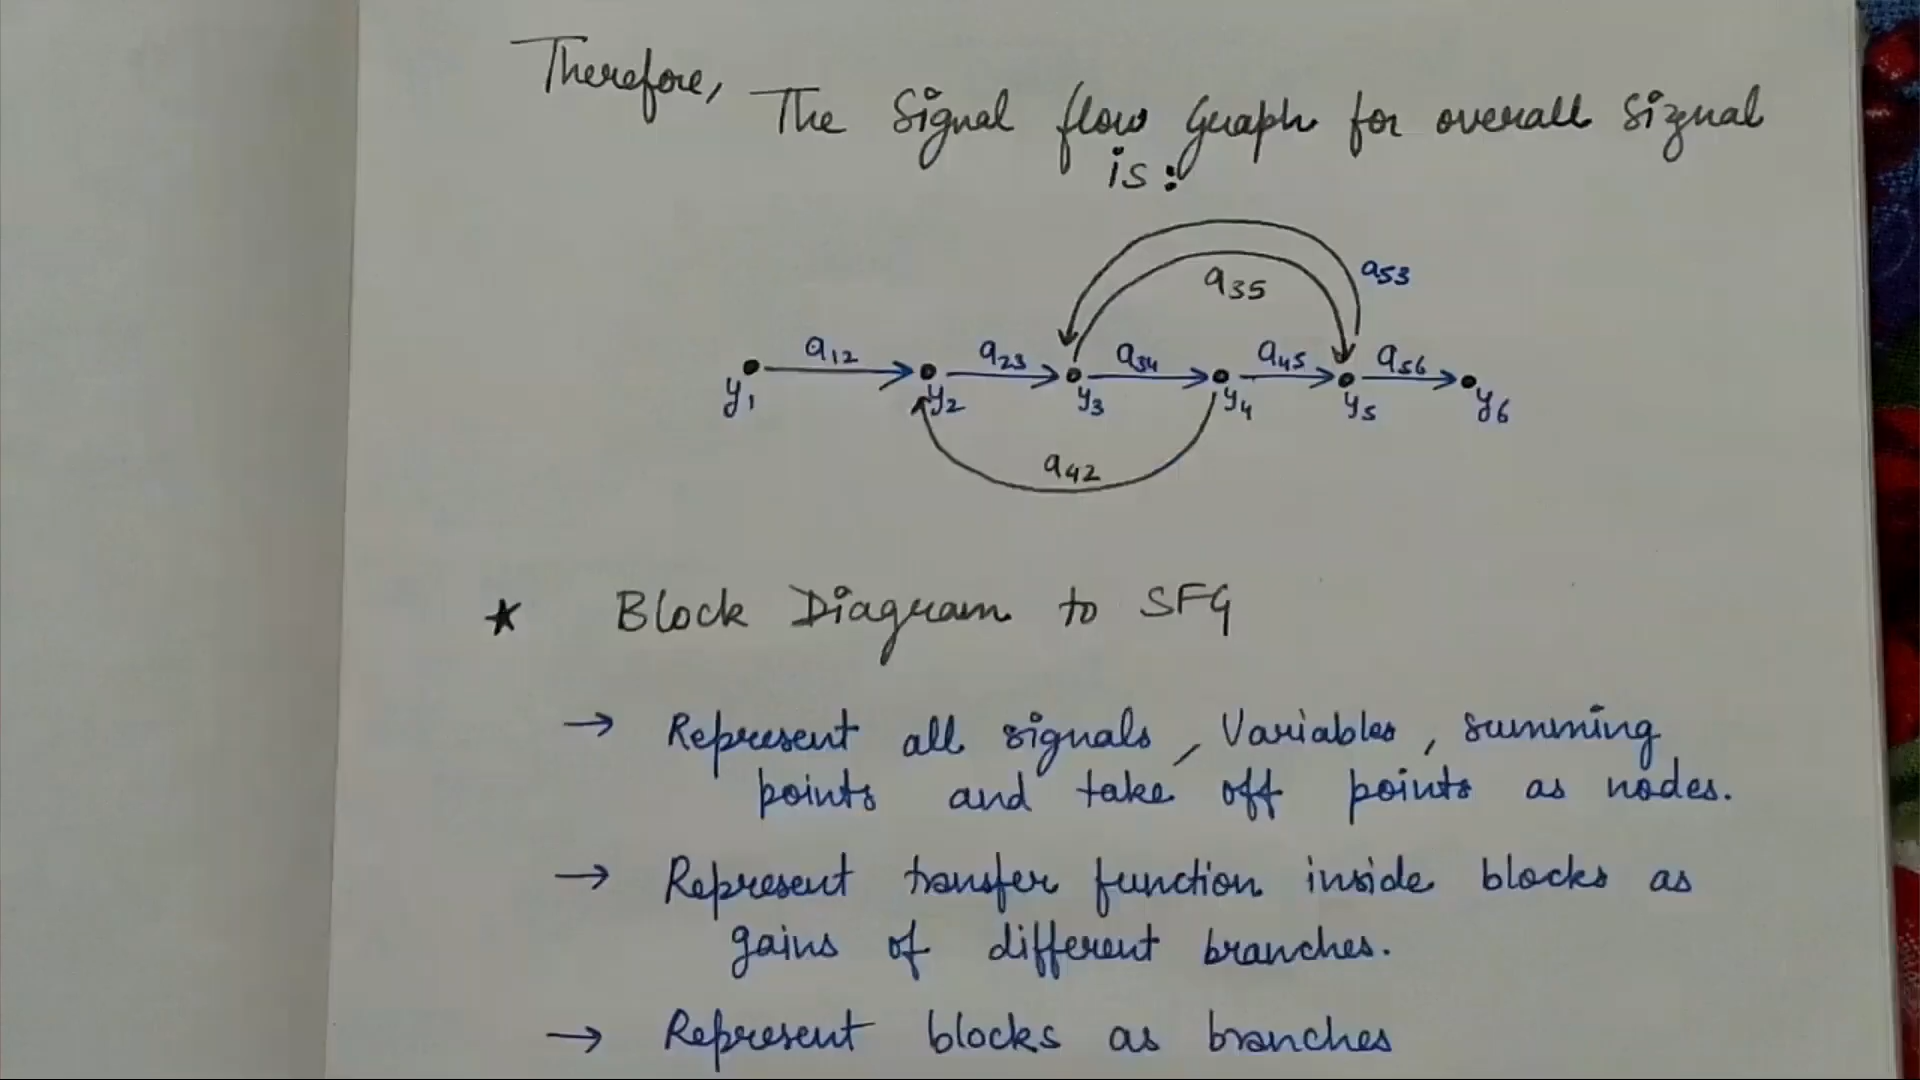 Therefore,
The Signal flow Graph for overall signal
is:
a53
a35
a12 a23 a34 a45 a56
y1 y2 y3 y4 y5 y6
a42
★ Block Diagram to SFG
→ Represent all signals, Variables, summing
points and take off points as nodes.
→ Represent transfer function inside blocks as
gains of different branches.
→ Represent blocks as branches